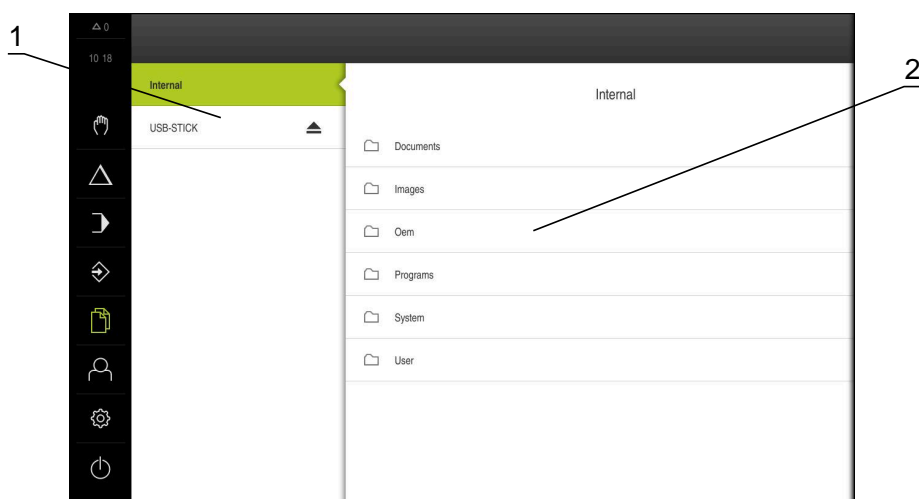 1
△ 0
10 18
Internal
USB-STICK
2
Internal
Documents
Images
Oem
Programs
System
User